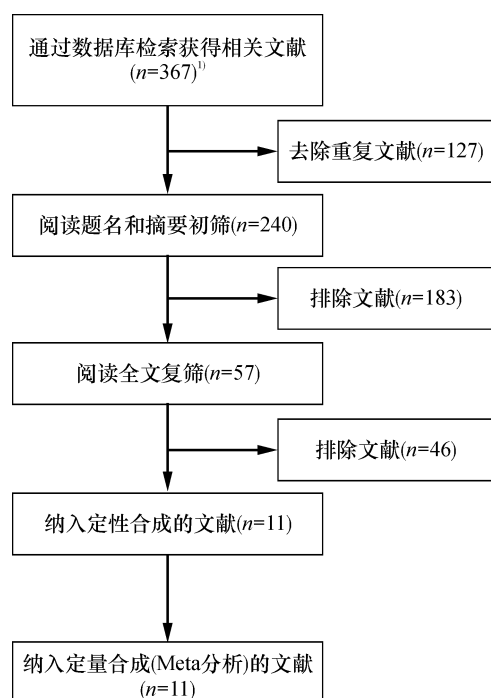 通过数据库检索获得相关文献
(n=367)1)
去除重复文献(n=127)
阅读题名和摘要初筛(n=240)
排除文献(n=183)
阅读全文复筛(n=57)
排除文献(n=46)
纳入定性合成的文献(n=11)
纳入定量合成(Meta分析)的文献
(n=11)